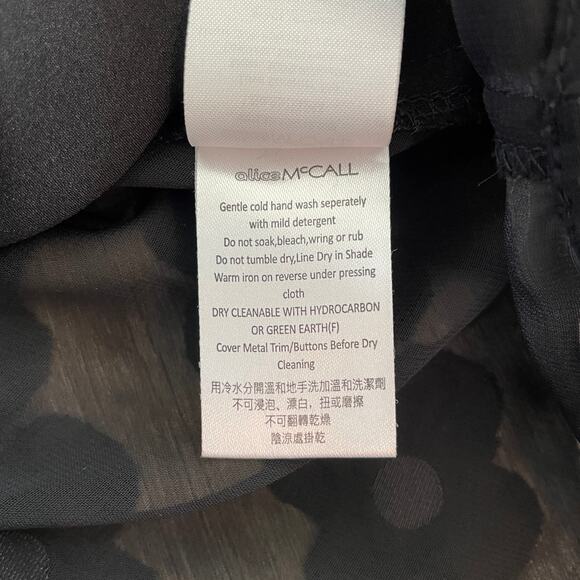 alice McCALL
Gentle cold hand wash seperately
with mild detergent
Do not soak,bleach,wring or rub
Do not tumble dry,Line Dry in Shade
Warm iron on reverse under pressing
cloth
DRY CLEANABLE WITH HYDROCARBON
OR GREEN EARTH(F)
Cover Metal Trim/Buttons Before Dry
Cleaning
用冷水分開溫和地手洗加溫和洗潔劑
不可浸泡、漂白，扭或磨擦
不可翻轉乾燥
陰涼處掛乾